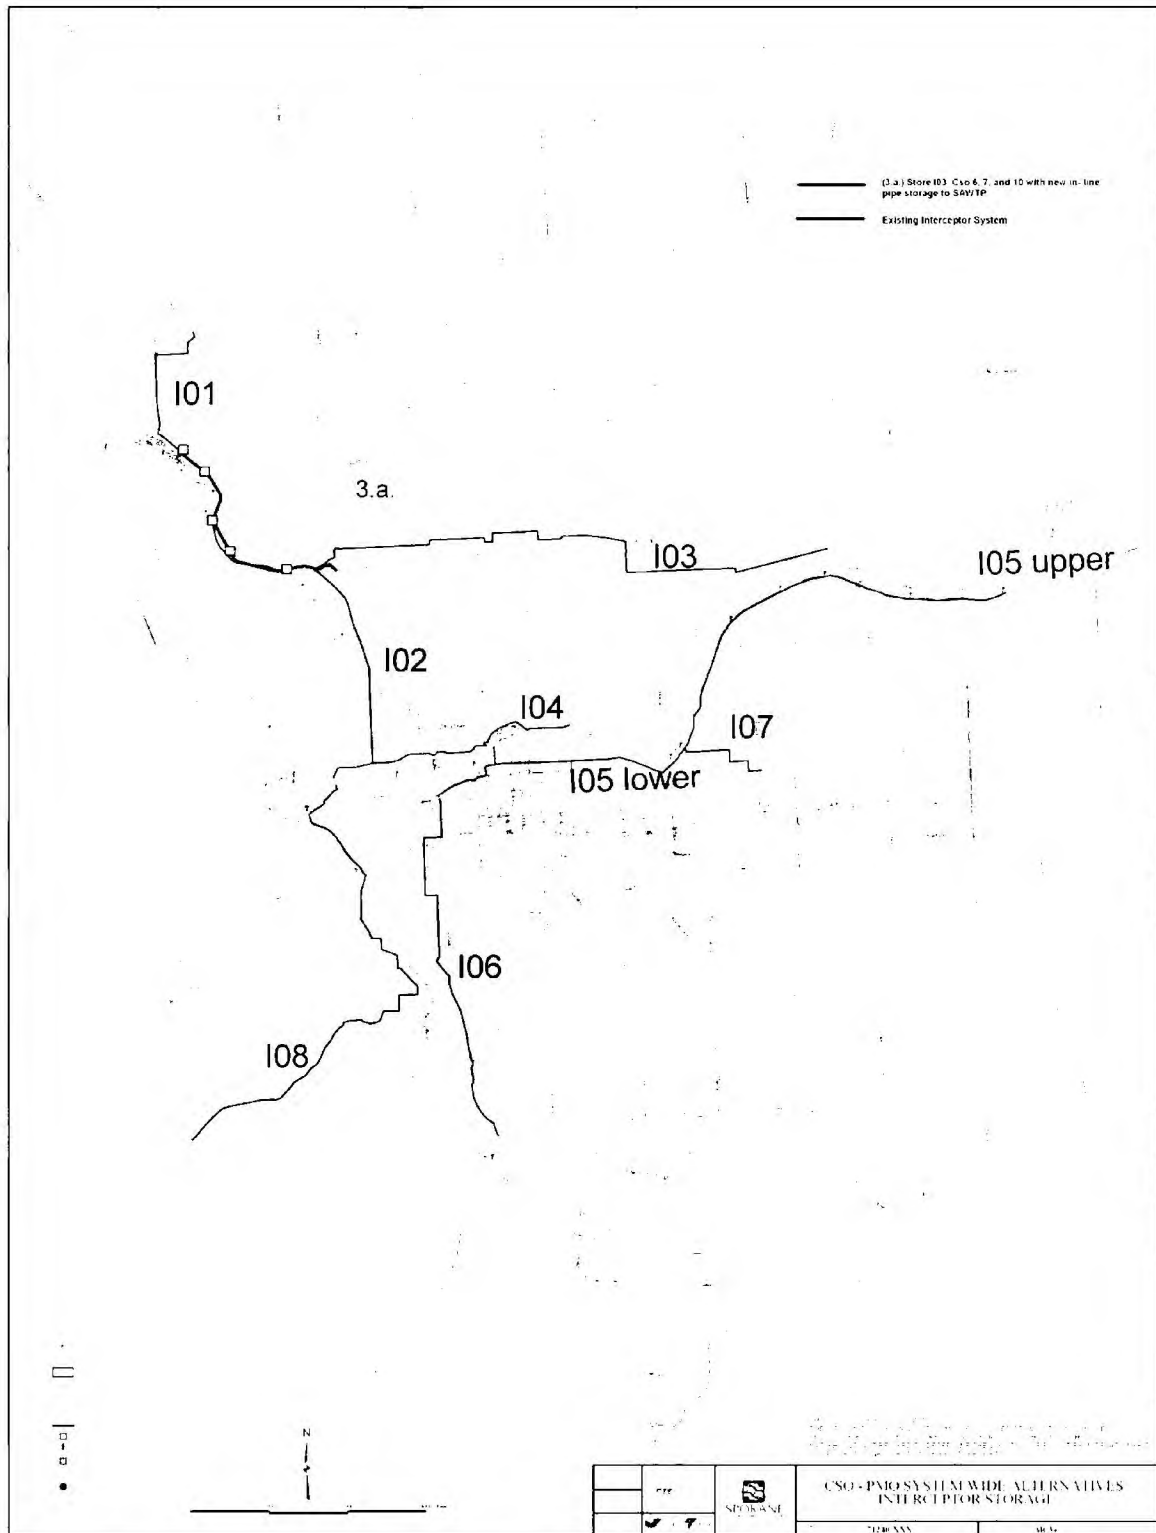 (3.a.) Store I03, Cso 6, 7, and 10 with new in-line
pipe storage to SAWTP
Existing Interceptor System
I01
3.a.
I03
I05 upper
I02
I04
I07
I05 lower
I06
I08
N
SPOKANE
CSO - PMO SYSTEM WIDE ALTERNATIVES
INTERCEPTOR STORAGE